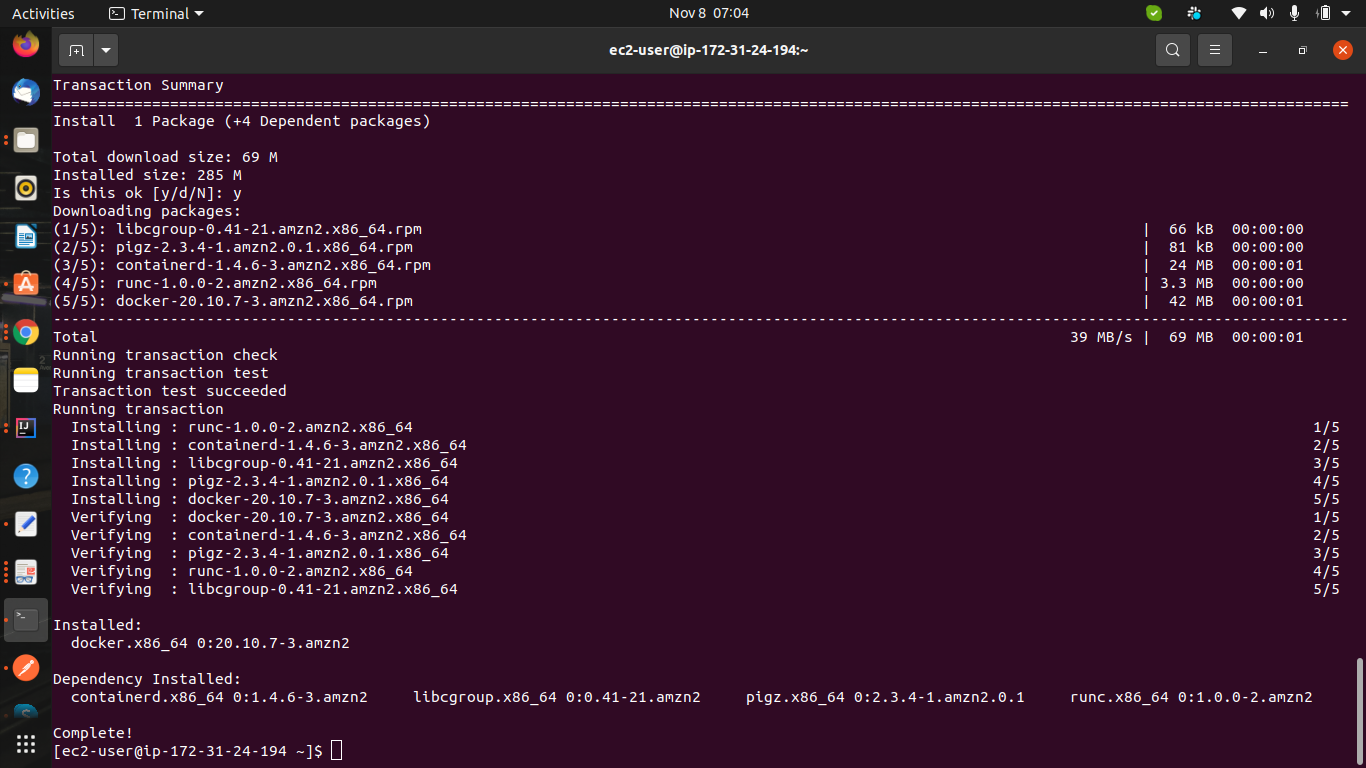 Activities Terminal Nov 8 07:04
ec2-user@ip-172-31-24-194:~
Transaction Summary
================================================================================================================================================
Install  1 Package (+4 Dependent packages)
Total download size: 69 M
Installed size: 285 M
Is this ok [y/d/N]: y
Downloading packages:
(1/5): libcgroup-0.41-21.amzn2.x86_64.rpm | 66 kB 00:00:00
(2/5): pigz-2.3.4-1.amzn2.0.1.x86_64.rpm | 81 kB 00:00:00
(3/5): containerd-1.4.6-3.amzn2.x86_64.rpm | 24 MB 00:00:01
(4/5): runc-1.0.0-2.amzn2.x86_64.rpm | 3.3 MB 00:00:00
(5/5): docker-20.10.7-3.amzn2.x86_64.rpm | 42 MB 00:00:01
------------------------------------------------------------------------------------------------------------------------------------------------
Total 39 MB/s | 69 MB 00:00:01
Running transaction check
Running transaction test
Transaction test succeeded
Running transaction
Installing : runc-1.0.0-2.amzn2.x86_64 1/5
Installing : containerd-1.4.6-3.amzn2.x86_64 2/5
Installing : libcgroup-0.41-21.amzn2.x86_64 3/5
Installing : pigz-2.3.4-1.amzn2.0.1.x86_64 4/5
Installing : docker-20.10.7-3.amzn2.x86_64 5/5
Verifying : docker-20.10.7-3.amzn2.x86_64 1/5
Verifying : containerd-1.4.6-3.amzn2.x86_64 2/5
Verifying : pigz-2.3.4-1.amzn2.0.1.x86_64 3/5
Verifying : runc-1.0.0-2.amzn2.x86_64 4/5
Verifying : libcgroup-0.41-21.amzn2.x86_64 5/5
Installed:
docker.x86_64 0:20.10.7-3.amzn2
Dependency Installed:
containerd.x86_64 0:1.4.6-3.amzn2 libcgroup.x86_64 0:0.41-21.amzn2 pigz.x86_64 0:2.3.4-1.amzn2.0.1 runc.x86_64 0:1.0.0-2.amzn2
Complete!
[ec2-user@ip-172-31-24-194 ~]$